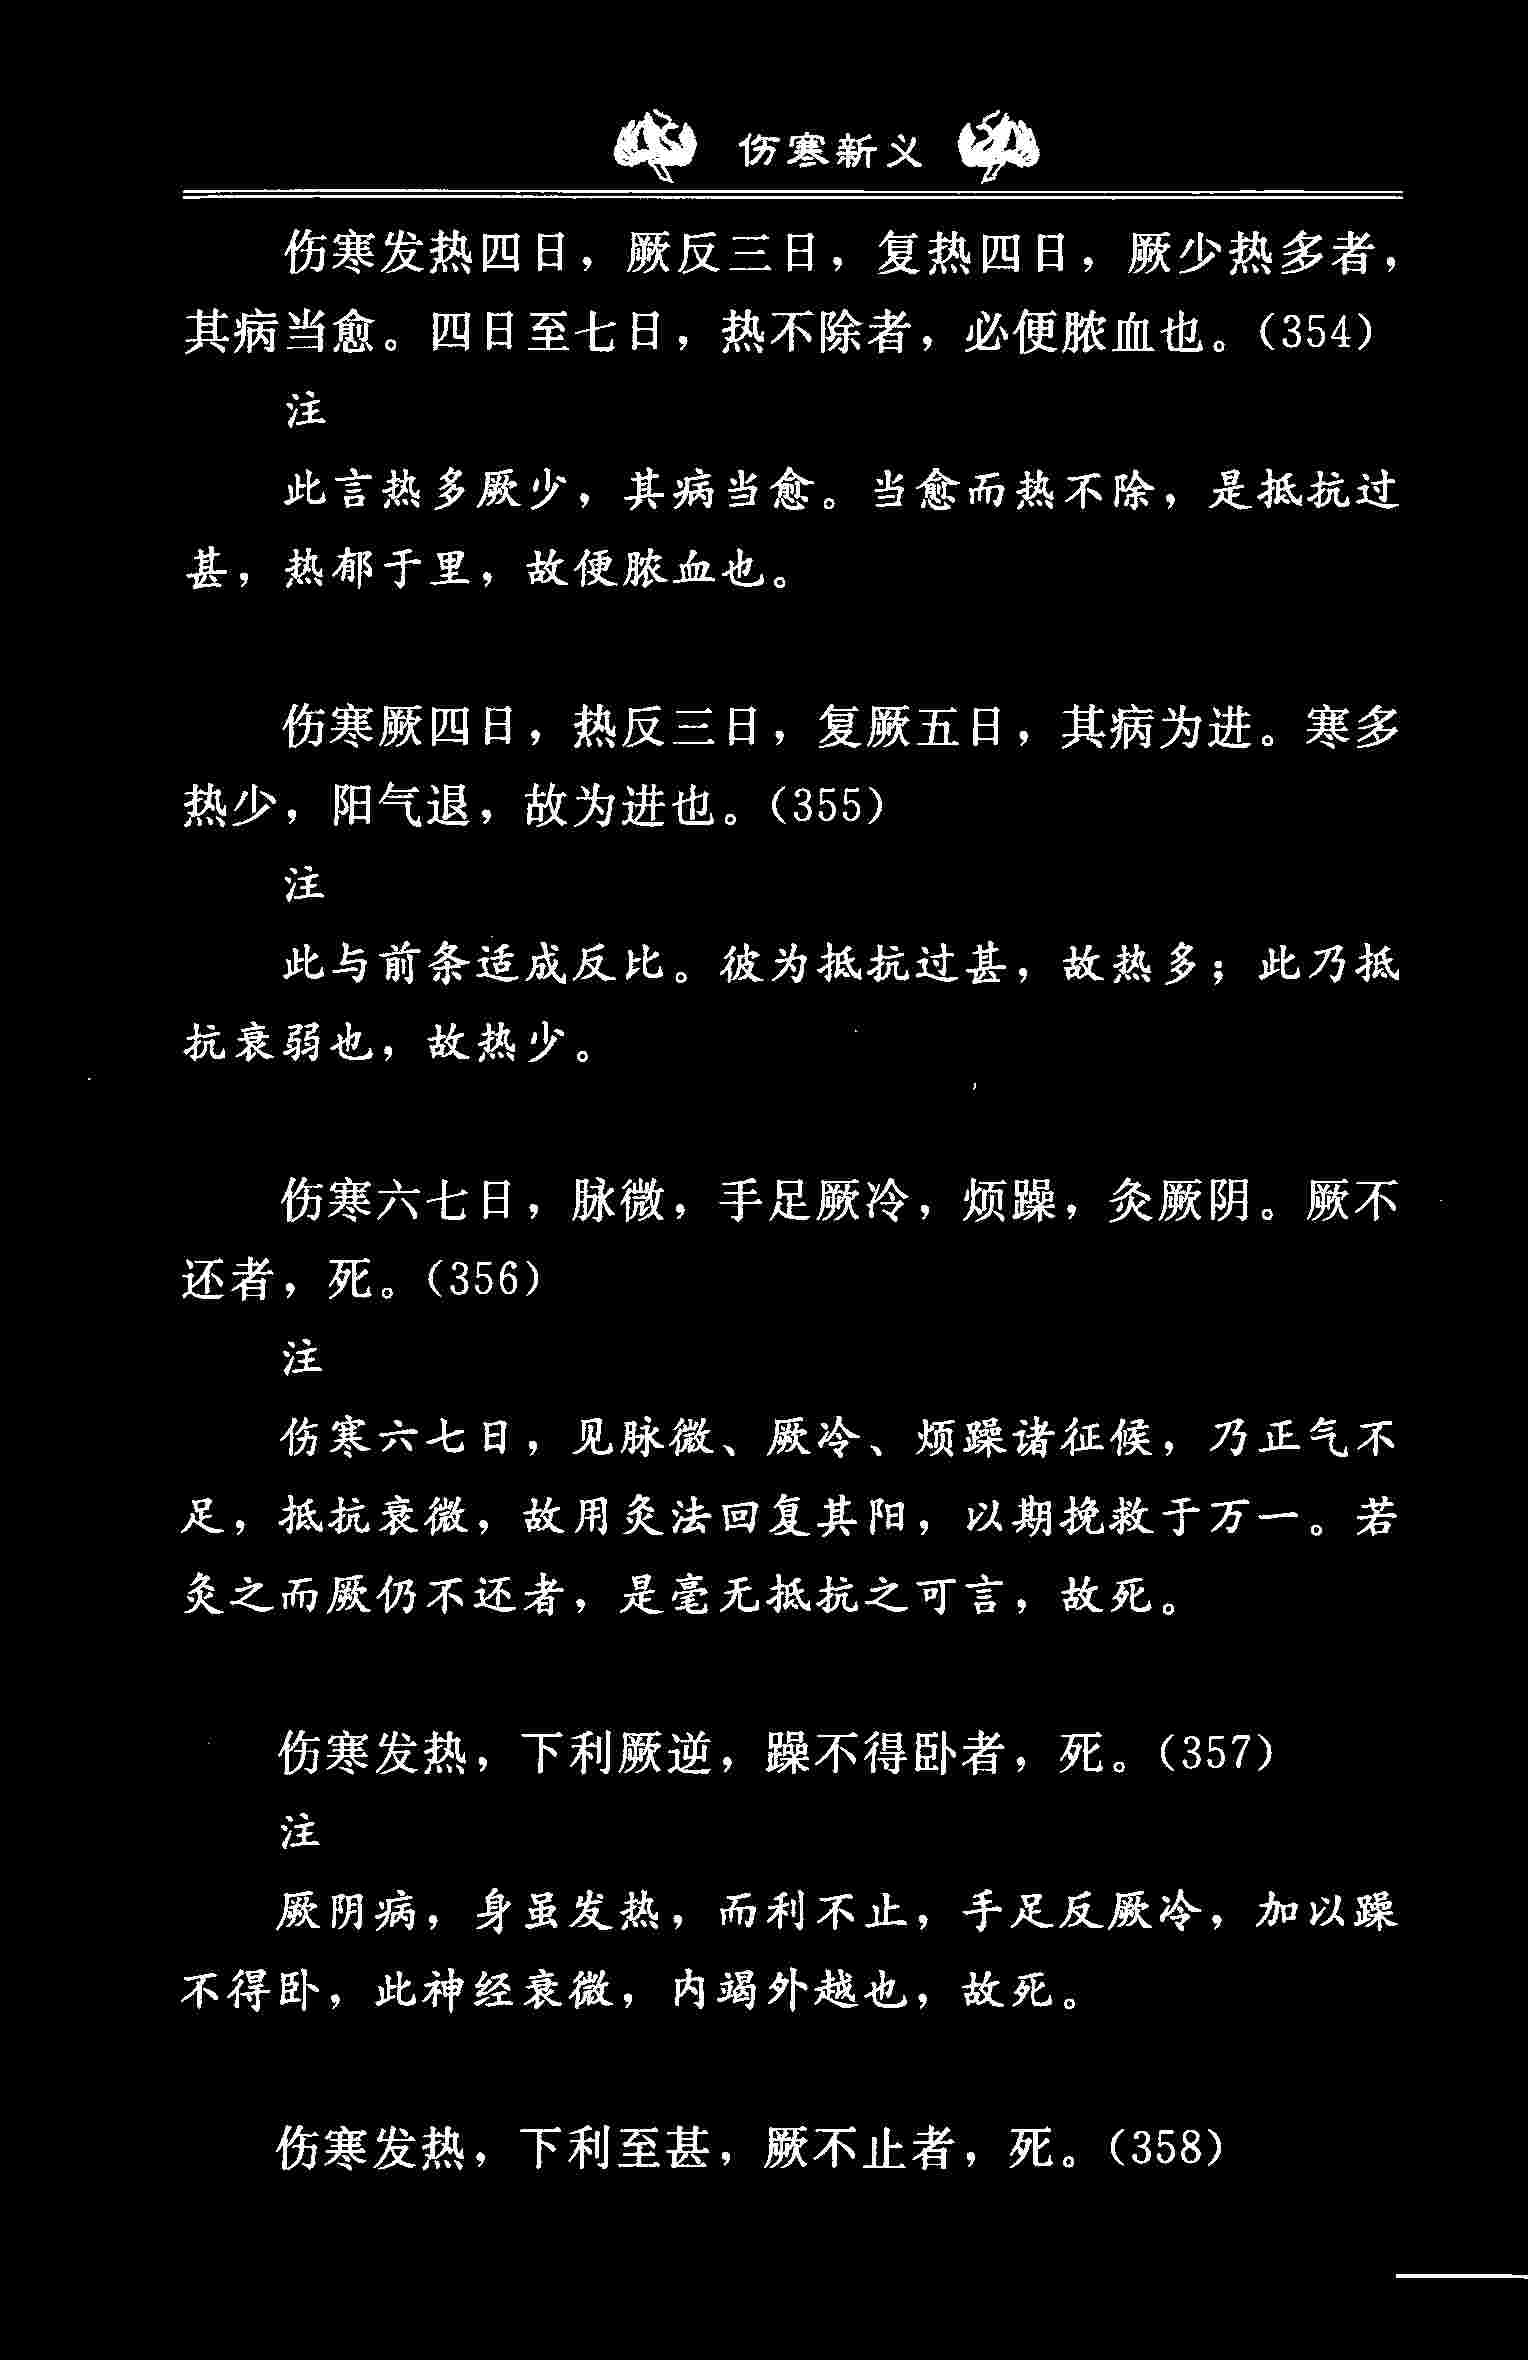 伤寒新义
伤寒发热四日，厥反三日，复热四日，厥少热多者，
其病当愈。四日至七日，热不除者，必便脓血也。（354）
注
此言热多厥少，其病当愈。当愈而热不除，是抵抗过
甚，热郁于里，故便脓血也。
伤寒厥四日，热反三日，复厥五日，其病为进。寒多
热少，阳气退，故为进也。（355）
注
此与前条适成反比。彼为抵抗过甚，故热多；此乃抵
抗衰弱也，故热少。
伤寒六七日，脉微，手足厥冷，烦躁，灸厥阴。厥不
还者，死。（356）
注
伤寒六七日，见脉微、厥冷、烦躁诸征候，乃正气不
足，抵抗衰微，故用灸法回复其阳，以期挽救于万一。若
灸之而厥仍不还者，是毫无抵抗之可言，故死。
伤寒发热，下利厥逆，躁不得卧者，死。（357）
注
厥阴病，身虽发热，而利不止，手足反厥冷，加以躁
不得卧，此神经衰微，内竭外越也，故死。
伤寒发热，下利至甚，厥不止者，死。（358）